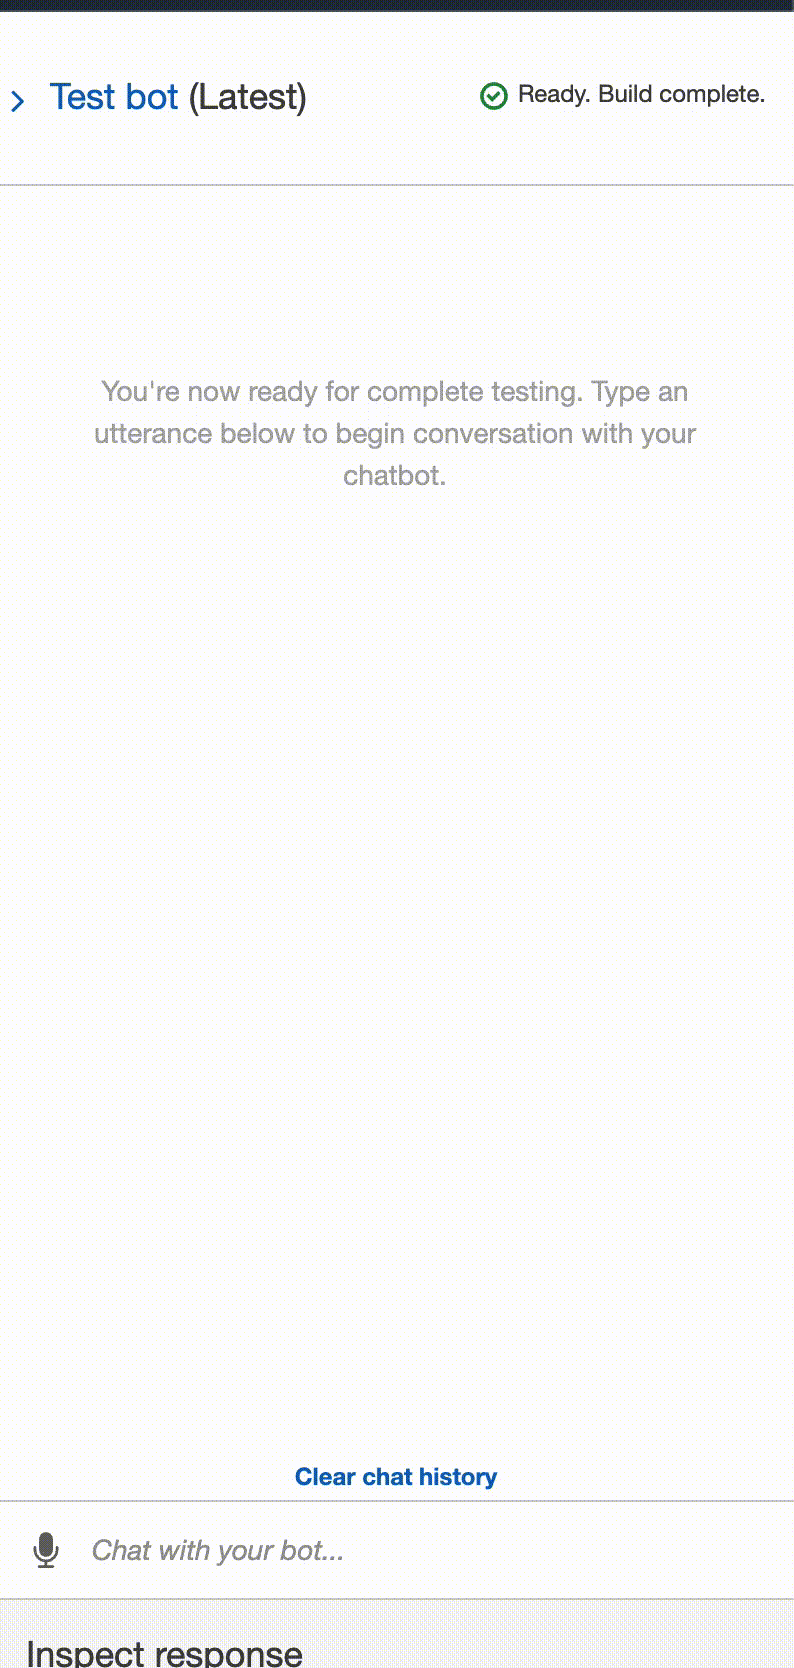 Test bot (Latest)
Ready. Build complete.
You're now ready for complete testing. Type an
utterance below to begin conversation with your
chatbot.
Clear chat history
Chat with your bot...
Inspect response